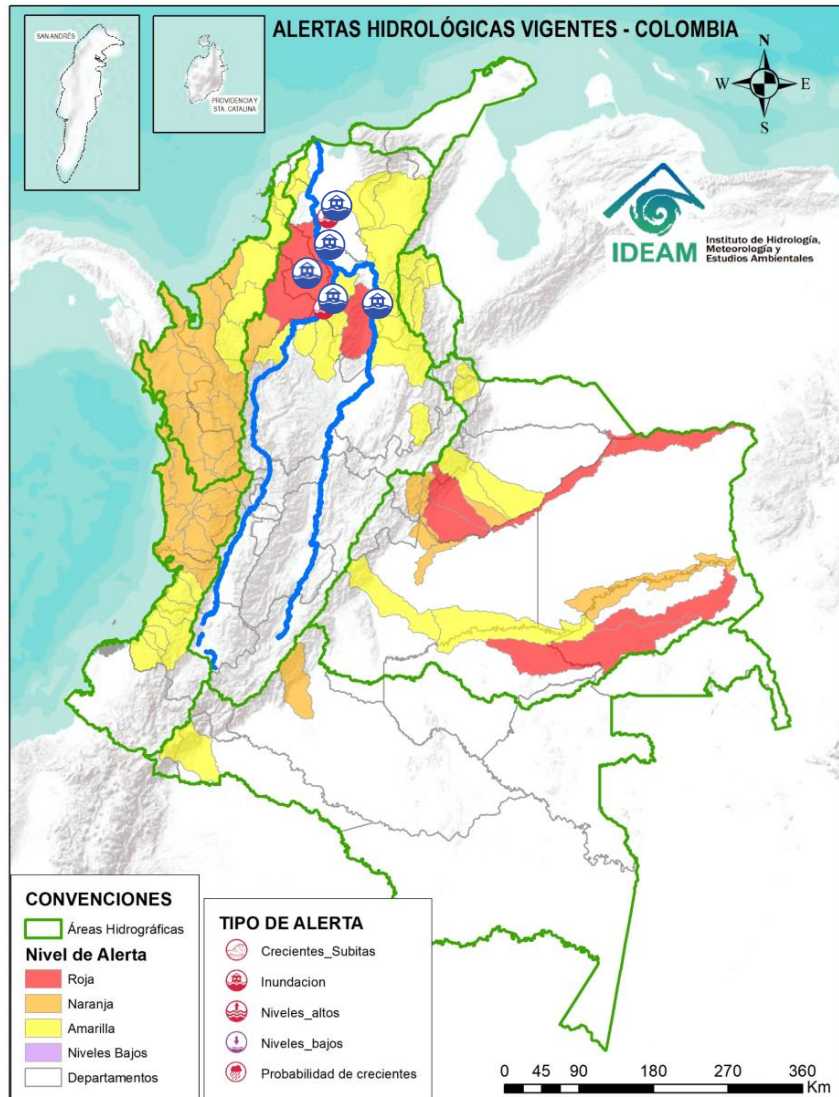 ALERTAS HIDROLÓGICAS VIGENTES - COLOMBIA
SAN ANDRÉS
PROVIDENCIA Y
STA. CATALINA
N
W
E
S
IDEAM
Instituto de Hidrología,
Meteorología y
Estudios Ambientales
CONVENCIONES
Áreas Hidrográficas
Nivel de Alerta
Roja
Naranja
Amarilla
Niveles Bajos
Departamentos
TIPO DE ALERTA
Crecientes_Subitas
Inundacion
Niveles_altos
Niveles_bajos
Probabilidad de crecientes
0 45 90 180 270 360
Km